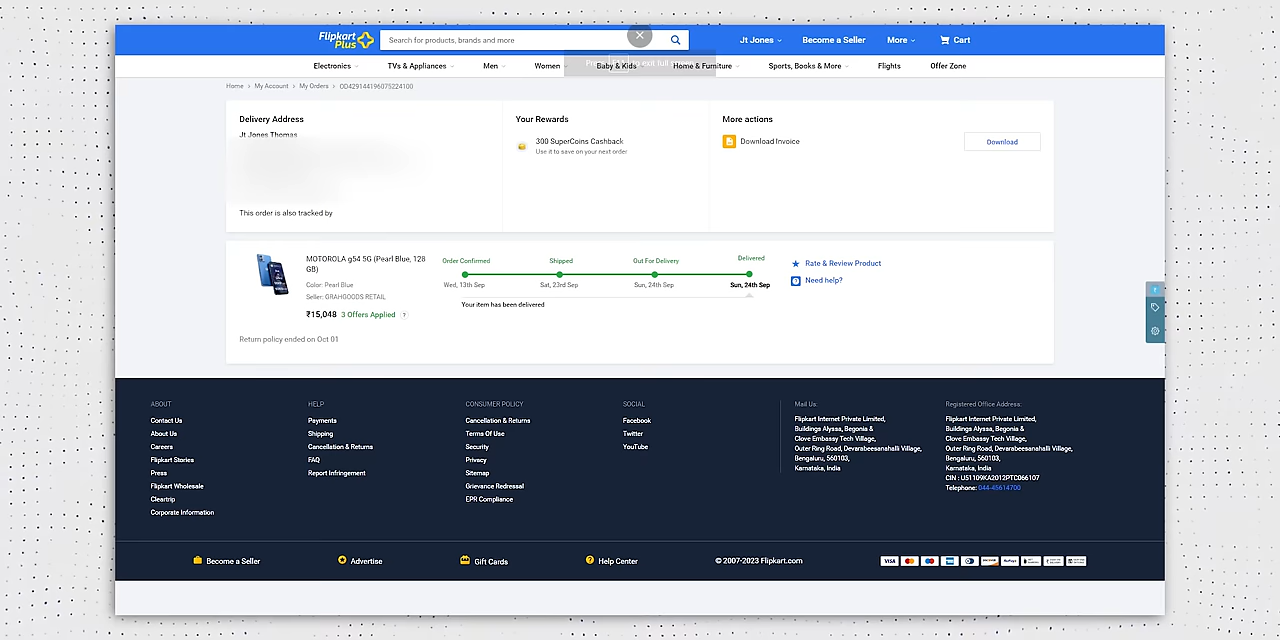 Flipkart
Plus
Search for products, brands and more
Jt Jones
Become a Seller
More
Cart
Electronics
TVs & Appliances
Men
Women
Baby & Kids
Home & Furniture
Sports, Books & More
Flights
Offer Zone
Home > My Account > My Orders > OD429144196075224100
Delivery Address
Jt Jones Thomas
This order is also tracked by
Your Rewards
300 SuperCoins Cashback
Use it to save on your next order
More actions
Download Invoice
Download
MOTOROLA g54 5G (Pearl Blue, 128
GB)
Color: Pearl Blue
Seller: GRAHGOODS RETAIL
₹15,048 3 Offers Applied ?
Return policy ended on Oct 01
Order Confirmed
Wed, 13th Sep
Shipped
Sat, 23rd Sep
Out For Delivery
Sun, 24th Sep
Delivered
Sun, 24th Sep
Your item has been delivered
Rate & Review Product
Need help?
ABOUT
Contact Us
About Us
Careers
Flipkart Stories
Press
Flipkart Wholesale
Cleartrip
Corporate Information
HELP
Payments
Shipping
Cancellation & Returns
FAQ
Report Infringement
CONSUMER POLICY
Cancellation & Returns
Terms Of Use
Security
Privacy
Sitemap
Grievance Redressal
EPR Compliance
SOCIAL
Facebook
Twitter
YouTube
Mail Us:
Flipkart Internet Private Limited,
Buildings Alyssa, Begonia &
Clove Embassy Tech Village,
Outer Ring Road, Devarabeesanahalli Village,
Bengaluru, 560103,
Karnataka, India
Registered Office Address:
Flipkart Internet Private Limited,
Buildings Alyssa, Begonia &
Clove Embassy Tech Village,
Outer Ring Road, Devarabeesanahalli Village,
Bengaluru, 560103,
Karnataka, India
CIN : U51109KA2012PTC066107
Telephone: 044-45614700
Become a Seller
Advertise
Gift Cards
Help Center
© 2007-2023 Flipkart.com
VISA
RuPay